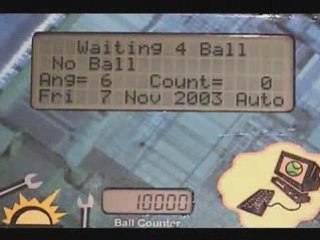 Waiting 4 Ball
No Ball
Ang= 6 Count= 0
Fri 7 Nov 2003 Auto
10000
Ball Counter